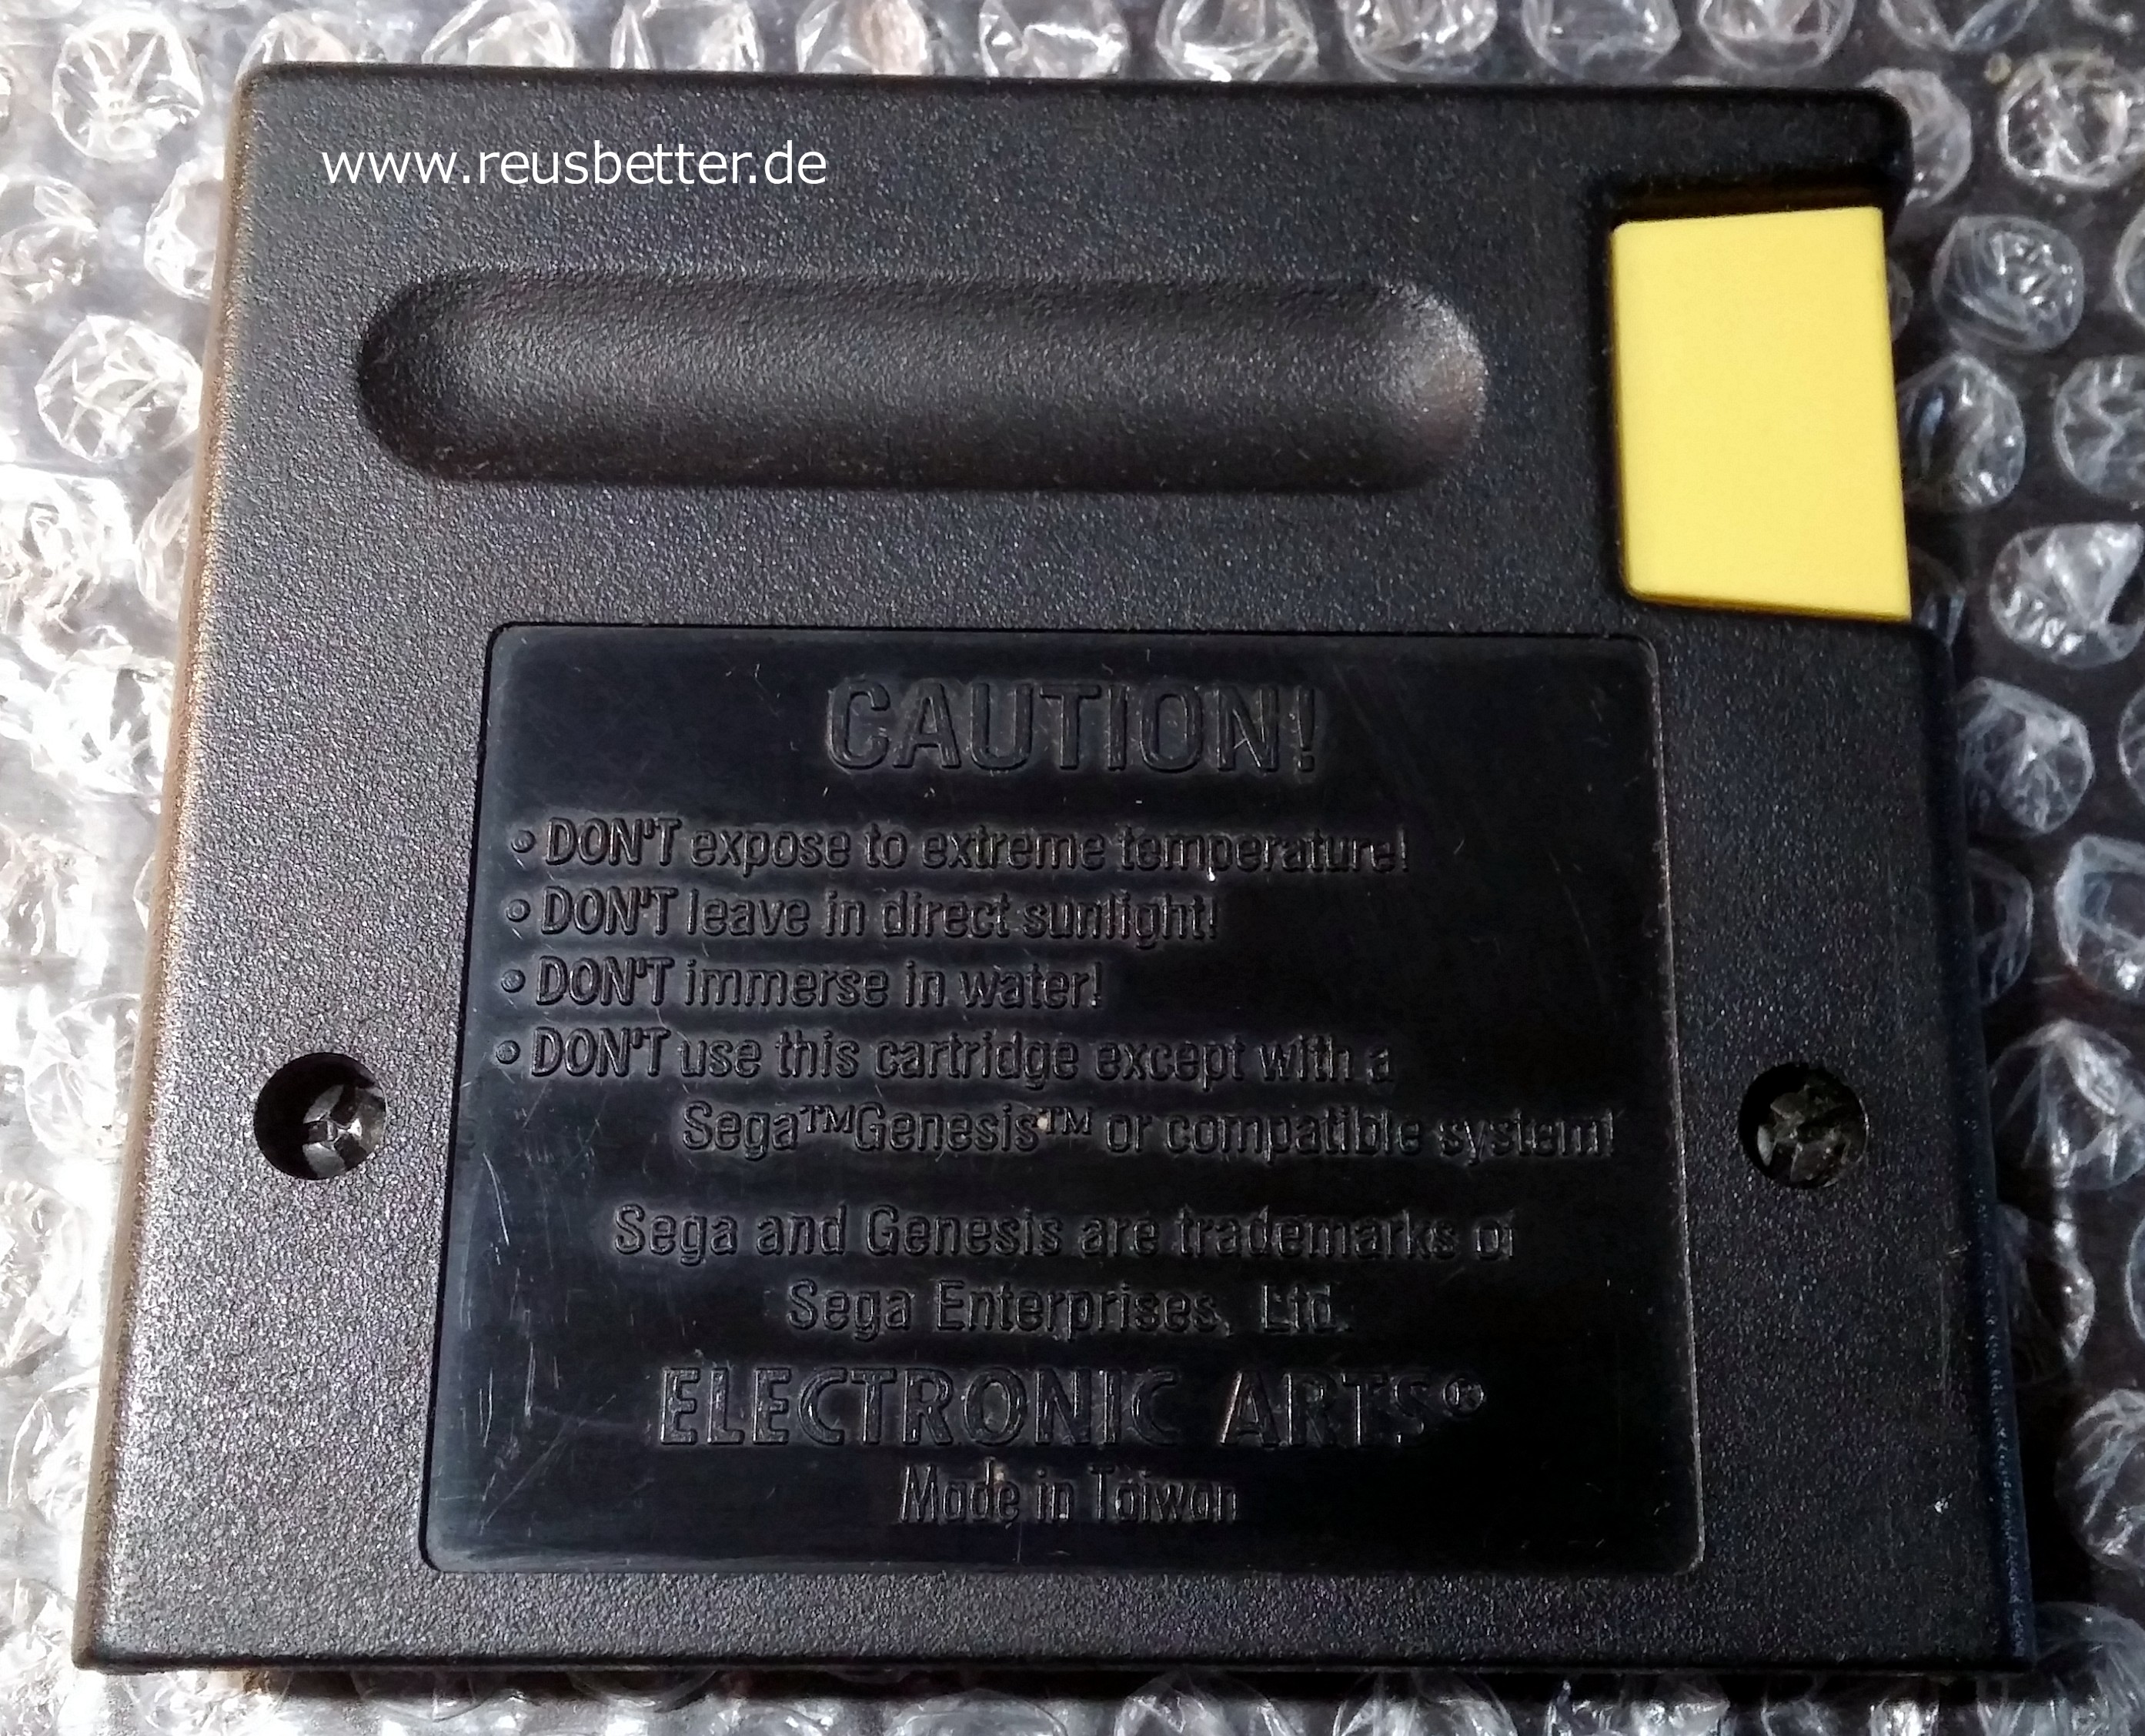 www.reusbetter.de
CAUTION!
• DON'T expose to extreme temperature!
• DON'T leave in direct sunlight!
• DON'T immerse in water!
• DON'T use this cartridge except with a
Sega™Genesis™ or compatible system!
Sega and Genesis are trademarks of
Sega Enterprises, Ltd.
ELECTRONIC ARTS®
Made in Taiwan